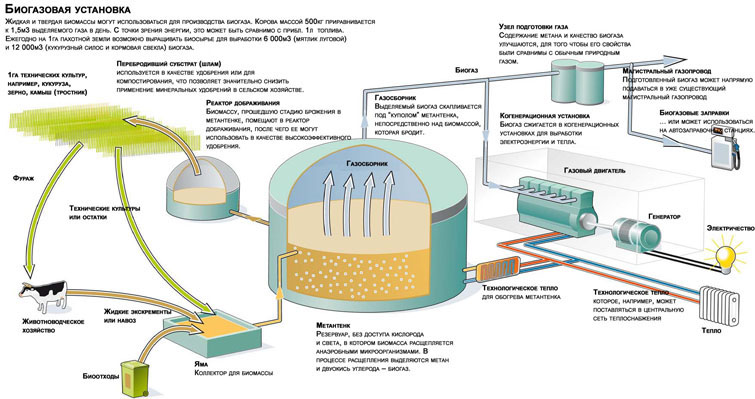 Биогазовая установка
Жидкая и твердая биомассы могут использоваться для производства биогаза. Корова массой 500кг приравнивается
к 1,5м3 выделяемого газа в день. С точки зрения энергии, это может быть сравнимо с прибл. 1л топлива.
Ежедневно на 1га пахотной земли возможно выращивать биосырье для выработки 6 000м3 (мятлик луговой)
и 12 000м3 (кукурузный силос и кормовая свекла) биогаза.
Узел подготовки газа
Содержание метана и качество биогаза
улучшаются, для того чтобы его свойства
были сравнимы с обычным природным
газом.
Биогаз
Магистральный газопровод
Биогаз подготовленный может напрямую
подаваться в уже существующий
магистральный газопровод
Биогазовые заправки
... или может использоваться
на автозаправочных станциях.
1га технических культур,
например, кукуруза,
зерно, камыш (тростник)
Перебродивший субстрат (шлам)
используется в качестве удобрения или для
компостирования, что позволяет значительно снизить
применение минеральных удобрений в сельском хозяйстве.
Реактор дображивания
Биомассу, прошедшую стадию брожения в
метантенке, помещают в реактор
дображивания, после чего ее могут
использовать в качестве высокоэффективного
удобрения.
Газосборник
Выделяемый биогаз скапливается
под "куполом" метантенка,
непосредственно над биомассой,
которая бродит.
Когенерационная установка
Биогаз сжигается в когенерационных
установках для выработки
электроэнергии и тепла.
Газосборник
Газовый двигатель
Генератор
Электричество
Фураж
Технические культуры
или остатки
Технологическое тепло
для обогрева метантенка
Технологическое тепло
которое, например, может
поставляться в центральную
сеть теплоснабжения
Тепло
Животноводческое
хозяйство
Жидкие экскременты
или навоз
Биоотходы
Яма
Коллектор для биомассы
Метантенк
Резервуар, без доступа кислорода
и света, в котором биомасса расщепляется
анаэробными микроорганизмами. В
процессе расщепления выделяются метан
и двуокись углерода – биогаз.